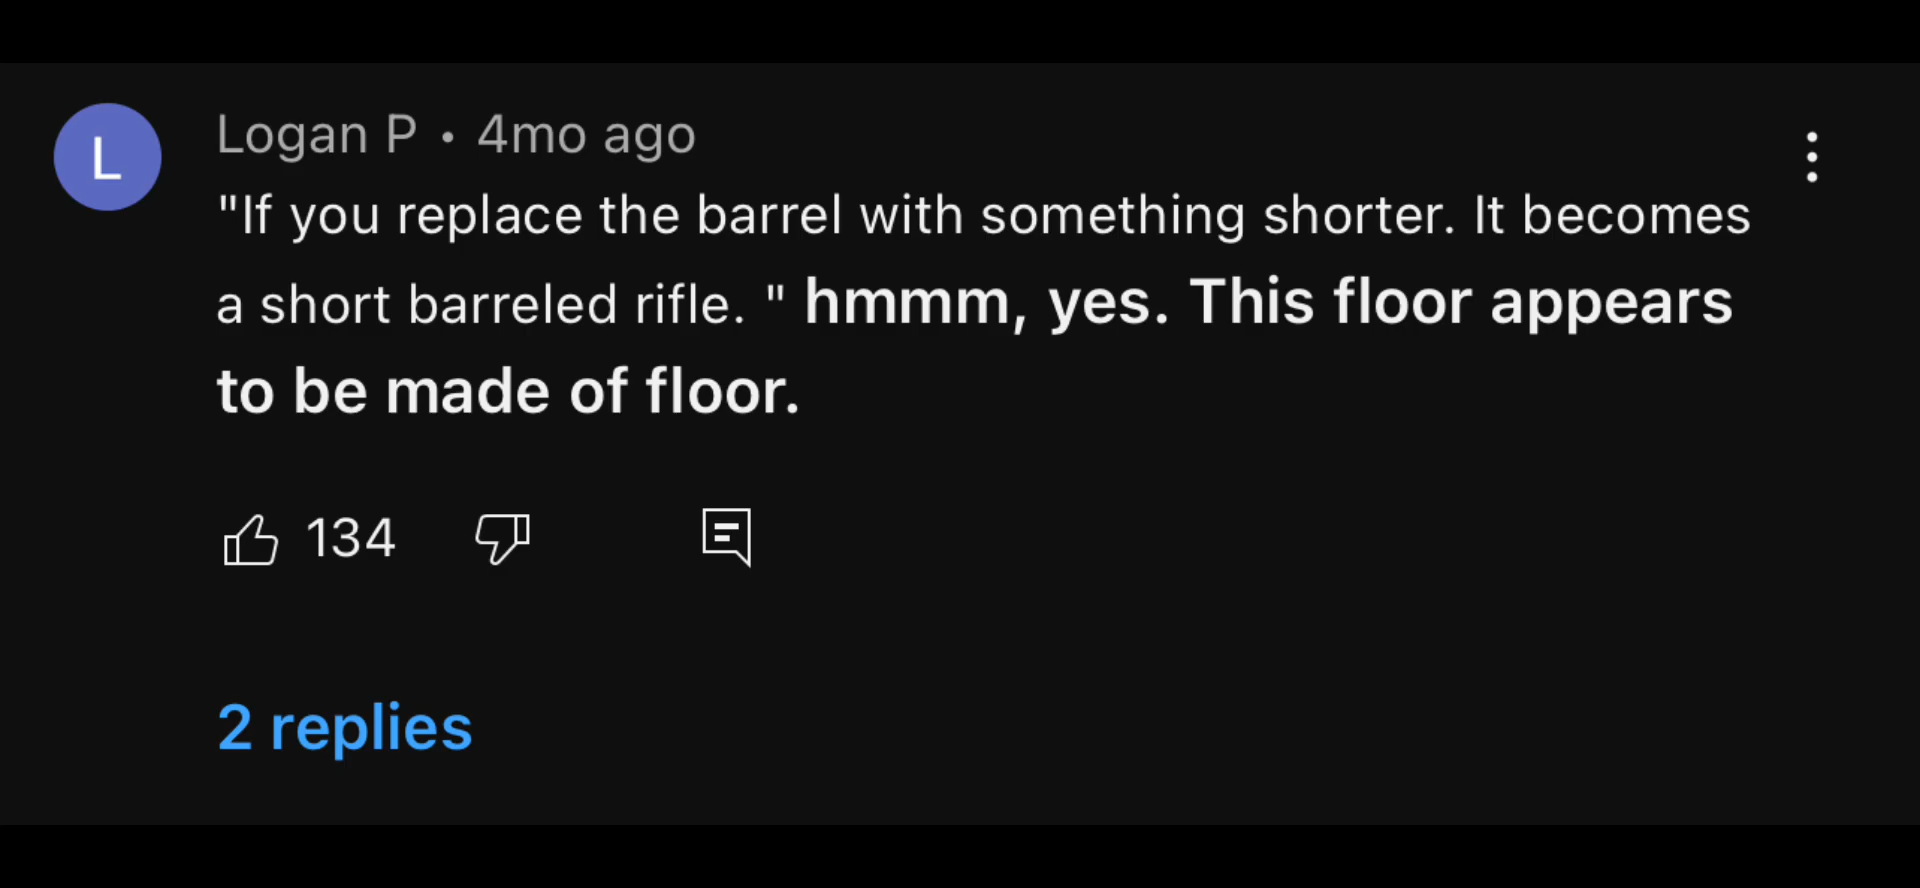 L
Logan P • 4mo ago
"If you replace the barrel with something shorter. It becomes
a short barreled rifle. " hmmm, yes. This floor appears
to be made of floor.
134
2 replies